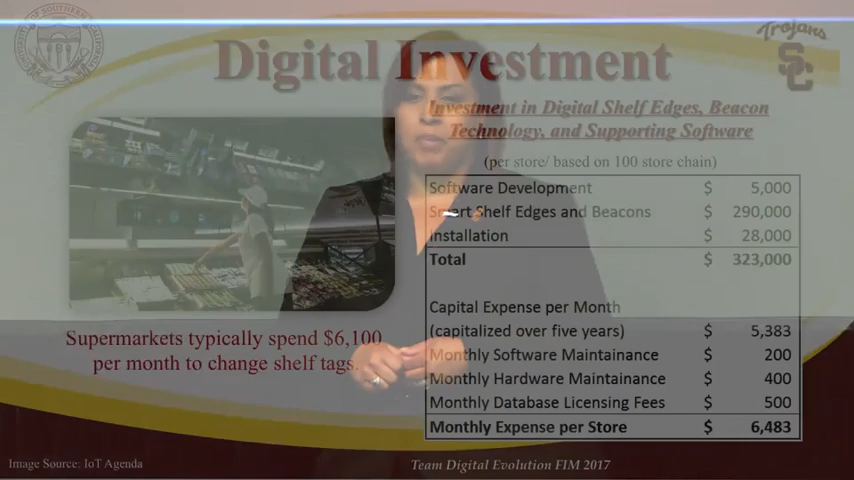 Trojans
SC
Digital Investment
Investment in Digital Shelf Edges, Beacon
Technology, and Supporting Software
(per store/ based on 100 store chain)
Software Development $ 5,000
Smart Shelf Edges and Beacons $ 290,000
Installation $ 28,000
Total $ 323,000
Capital Expense per Month
(capitalized over five years) $ 5,383
Monthly Software Maintainance $ 200
Monthly Hardware Maintainance $ 400
Monthly Database Licensing Fees $ 500
Monthly Expense per Store $ 6,483
Supermarkets typically spend $6,100
per month to change shelf tags.
Image Source: IoT Agenda
Team Digital Evolution FIM 2017